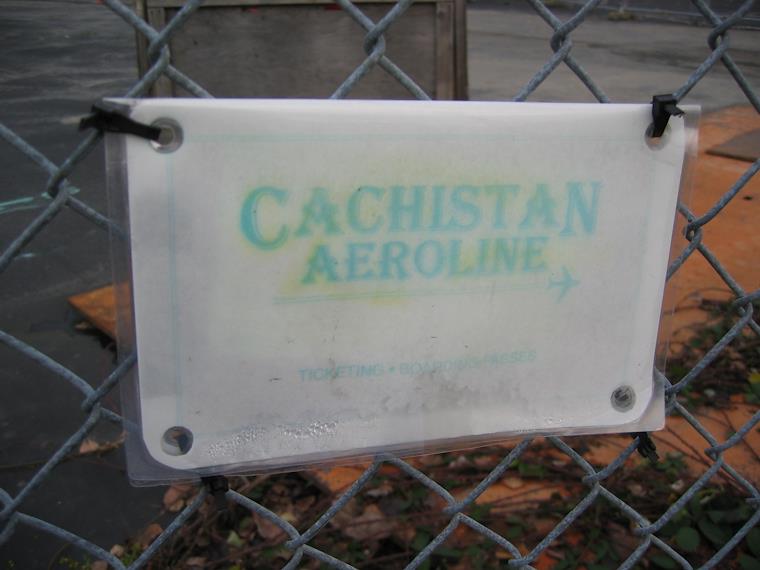 CACHISTAN
AEROLINE
TICKETING • BOARDING PASSES